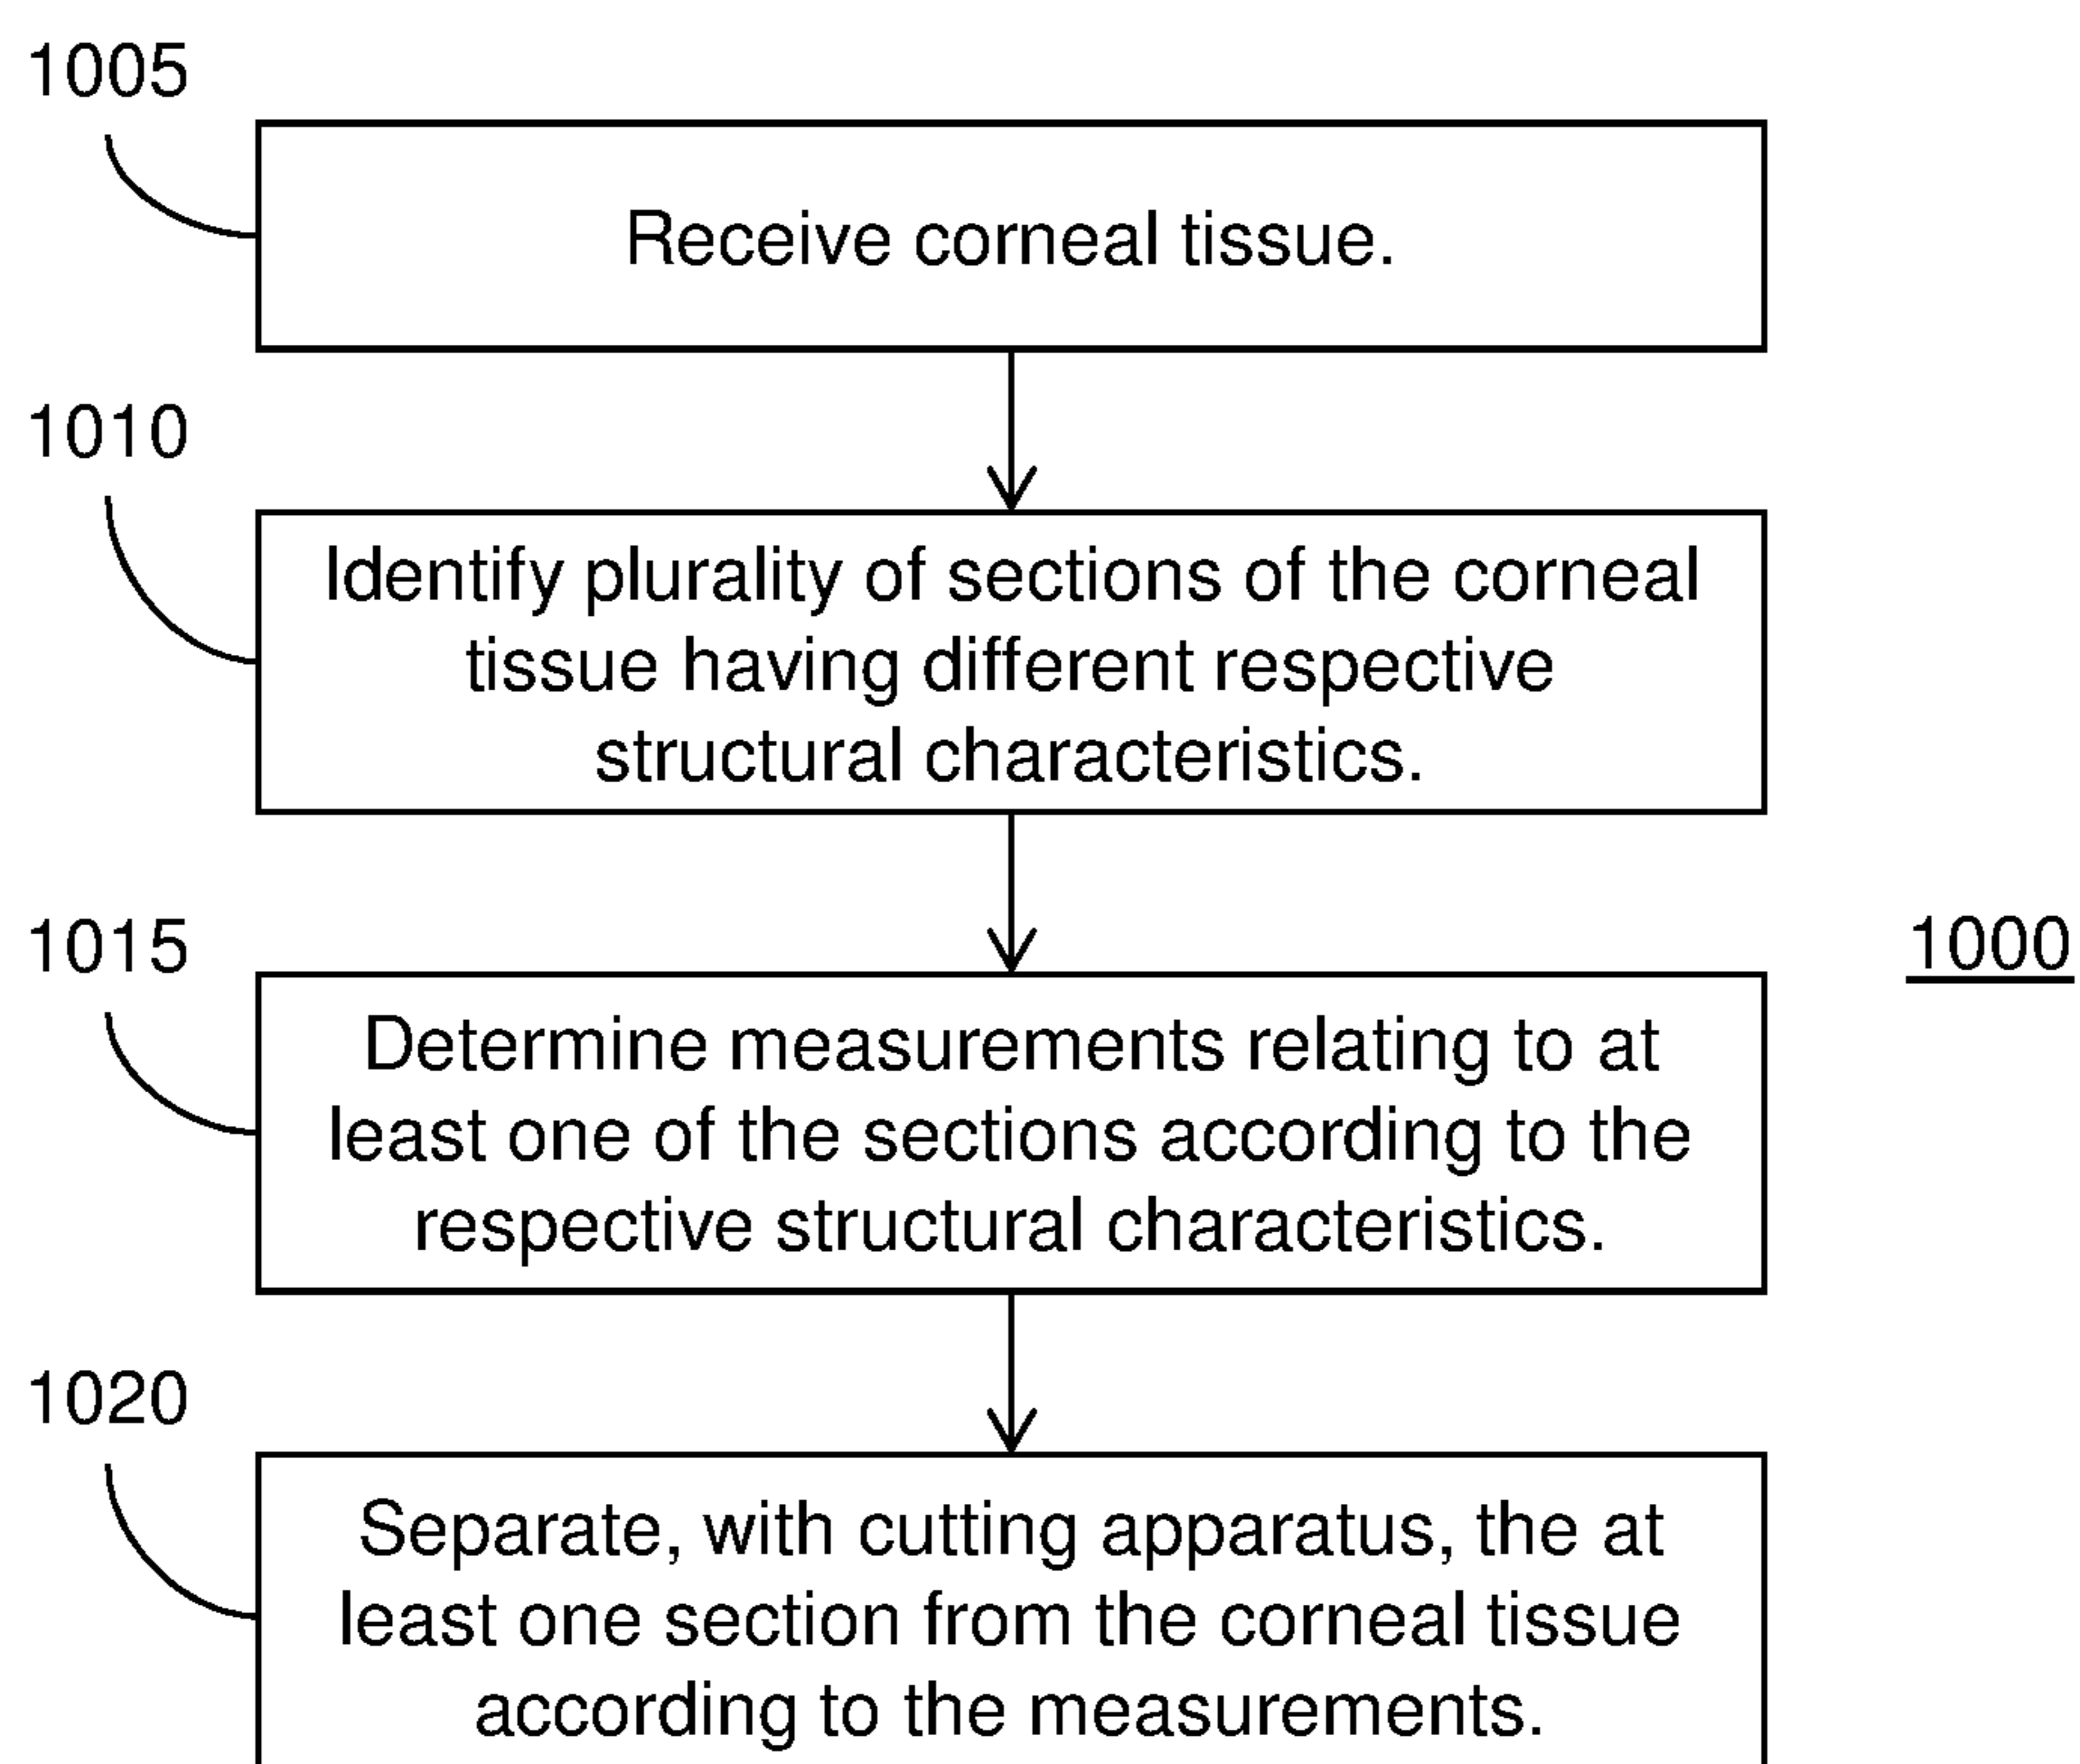 1005
Receive corneal tissue.
1010
Identify plurality of sections of the corneal
tissue having different respective
structural characteristics.
1015
1000
Determine measurements relating to at
least one of the sections according to the
respective structural characteristics.
1020
Separate, with cutting apparatus, the at
least one section from the corneal tissue
according to the measurements.